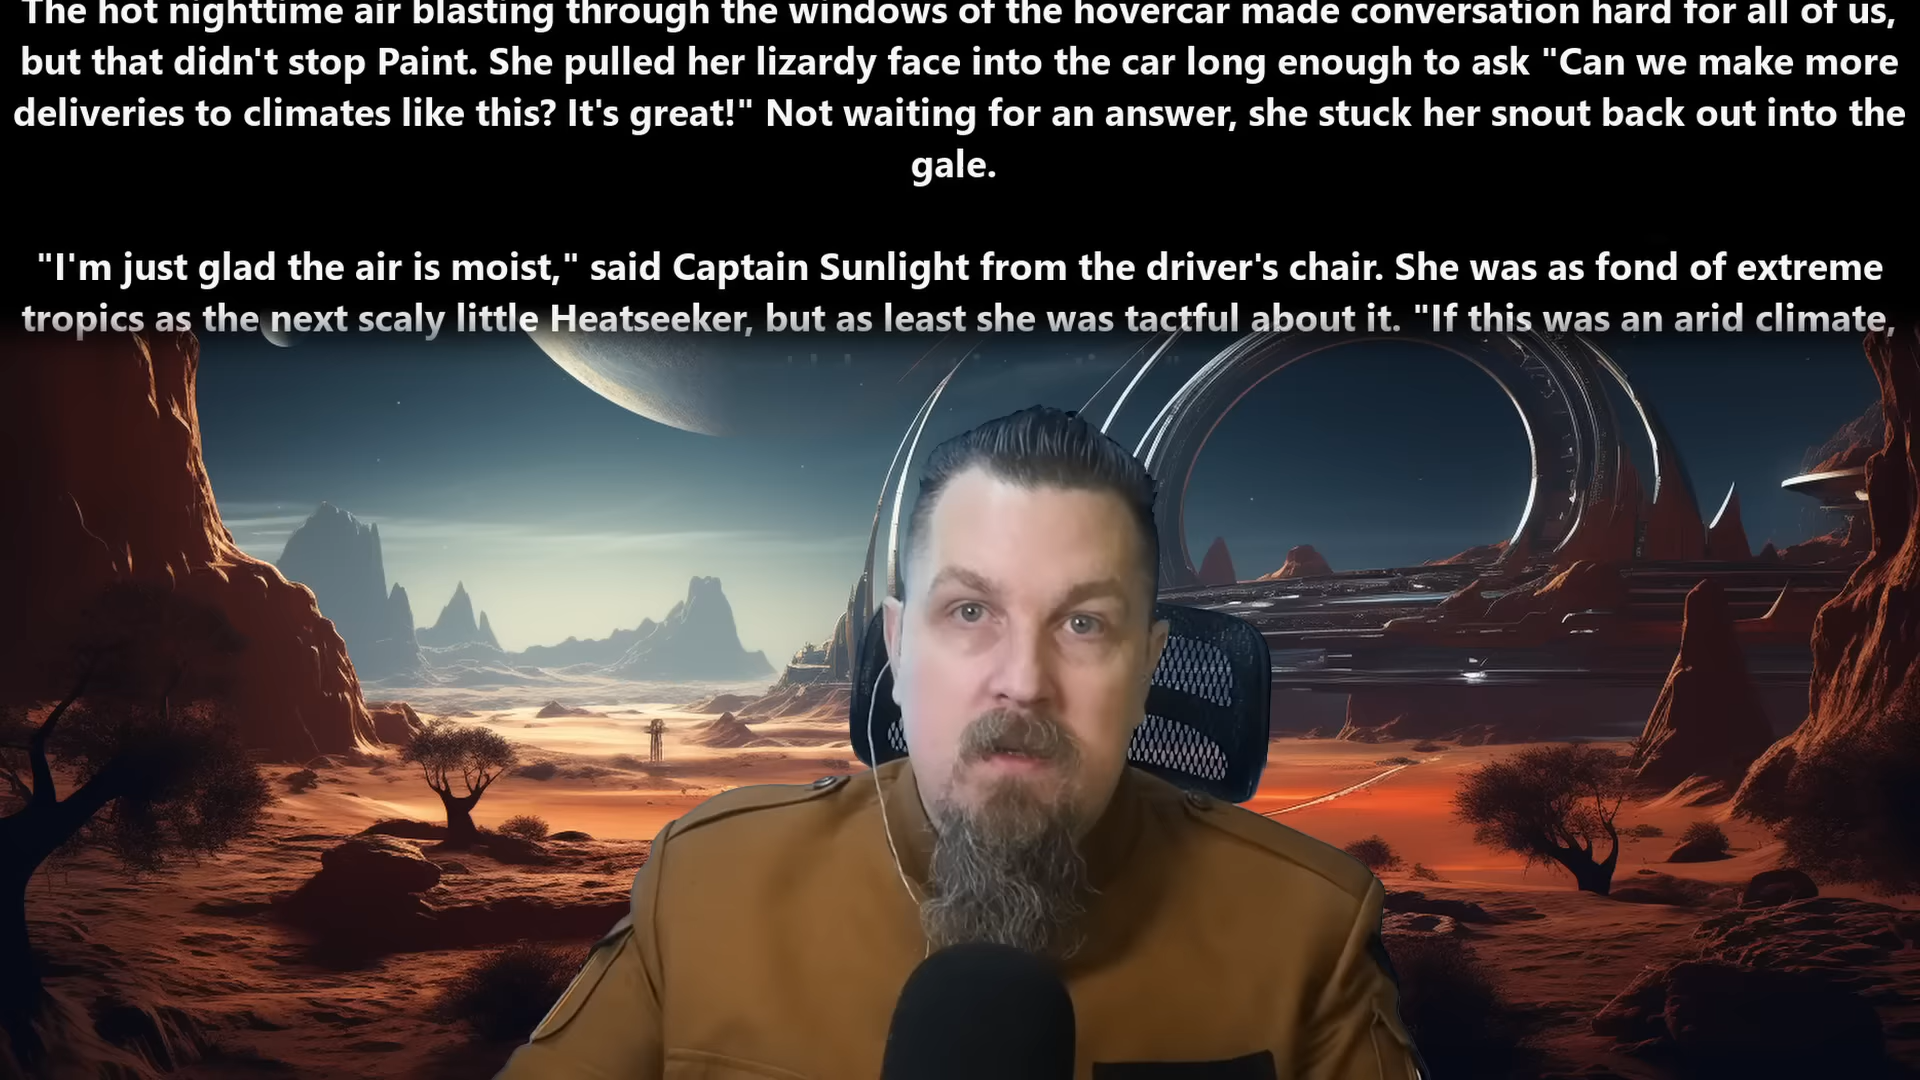 The hot nighttime air blasting through the windows of the hovercar made conversation hard for all of us,
but that didn't stop Paint. She pulled her lizardy face into the car long enough to ask "Can we make more
deliveries to climates like this? It's great!" Not waiting for an answer, she stuck her snout back out into the
gale.
"I'm just glad the air is moist," said Captain Sunlight from the driver's chair. She was as fond of extreme
tropics as the next scaly little Heatseeker, but as least she was tactful about it. "If this was an arid climate,